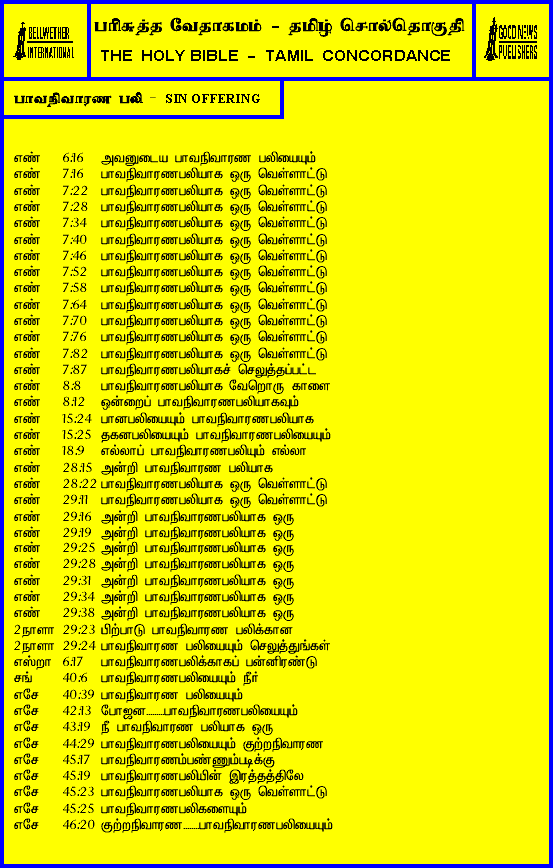 BELLWETHER
INTERNATIONAL
பரிசுத்த வேதாகமம் - தமிழ் சொல்தொகுதி
THE HOLY BIBLE - TAMIL CONCORDANCE
GOOD NEWS
PUBLISHERS
பாவநிவாரண பலி - SIN OFFERING
எண் 6:16 அவனுடைய பாவநிவாரண பலியையும்
எண் 7:16 பாவநிவாரணபலியாக ஒரு வெள்ளாட்டு
எண் 7:22 பாவநிவாரணபலியாக ஒரு வெள்ளாட்டு
எண் 7:28 பாவநிவாரணபலியாக ஒரு வெள்ளாட்டு
எண் 7:34 பாவநிவாரணபலியாக ஒரு வெள்ளாட்டு
எண் 7:40 பாவநிவாரணபலியாக ஒரு வெள்ளாட்டு
எண் 7:46 பாவநிவாரணபலியாக ஒரு வெள்ளாட்டு
எண் 7:52 பாவநிவாரணபலியாக ஒரு வெள்ளாட்டு
எண் 7:58 பாவநிவாரணபலியாக ஒரு வெள்ளாட்டு
எண் 7:64 பாவநிவாரணபலியாக ஒரு வெள்ளாட்டு
எண் 7:70 பாவநிவாரணபலியாக ஒரு வெள்ளாட்டு
எண் 7:76 பாவநிவாரணபலியாக ஒரு வெள்ளாட்டு
எண் 7:82 பாவநிவாரணபலியாக ஒரு வெள்ளாட்டு
எண் 7:87 பாவநிவாரணபலியாகச் செலுத்தப்பட்ட
எண் 8:8 பாவநிவாரணபலியாக வேறொரு காளை
எண் 8:12 ஒன்றைப் பாவநிவாரணபலியாகவும்
எண் 15:24 பானபலியையும் பாவநிவாரணபலியாக
எண் 15:25 தகனபலியையும் பாவநிவாரணபலியையும்
எண் 18:9 எல்லாப் பாவநிவாரணபலியும் எல்லா
எண் 28:15 அன்றி பாவநிவாரண பலியாக
எண் 28:22 பாவநிவாரணபலியாக ஒரு வெள்ளாட்டு
எண் 29:11 பாவநிவாரணபலியாக ஒரு வெள்ளாட்டு
எண் 29:16 அன்றி பாவநிவாரணபலியாக ஒரு
எண் 29:19 அன்றி பாவநிவாரணபலியாக ஒரு
எண் 29:25 அன்றி பாவநிவாரணபலியாக ஒரு
எண் 29:28 அன்றி பாவநிவாரணபலியாக ஒரு
எண் 29:31 அன்றி பாவநிவாரணபலியாக ஒரு
எண் 29:34 அன்றி பாவநிவாரணபலியாக ஒரு
எண் 29:38 அன்றி பாவநிவாரணபலியாக ஒரு
2நாளா 29:23 பிற்பாடு பாவநிவாரண பலிக்கான
2நாளா 29:24 பாவநிவாரண பலியையும் செலுத்துங்கள்
எஸ்றா 6:17 பாவநிவாரணபலிக்காகப் பன்னிரண்டு
சங் 40:6 பாவநிவாரணபலியையும் நீர்
எசே 40:39 பாவநிவாரண பலியையும்
எசே 42:13 போஜன........பாவநிவாரணபலியையும்
எசே 43:19 நீ பாவநிவாரண பலியாக ஒரு
எசே 44:29 பாவநிவாரணபலியையும் குற்றநிவாரண
எசே 45:17 பாவநிவாரணம்பண்ணும்படிக்கு
எசே 45:19 பாவநிவாரணபலியின் இரத்தத்திலே
எசே 45:23 பாவநிவாரணபலியாக ஒரு வெள்ளாட்டு
எசே 45:25 பாவநிவாரணபலிகளையும்
எசே 46:20 குற்றநிவாரண.......பாவநிவாரணபலியையும்